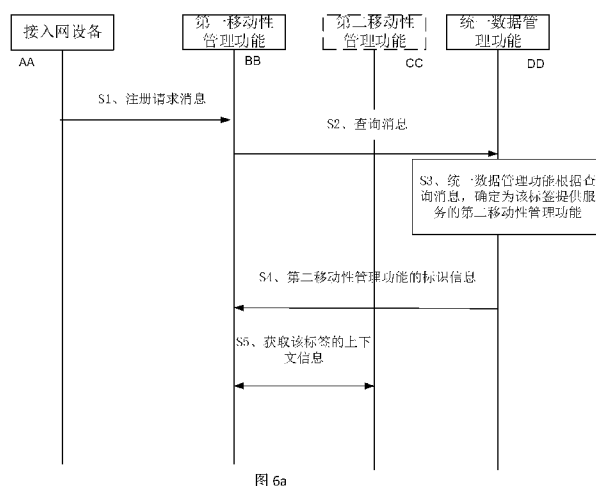 接入网设备
第一移动性
管理功能
第二移动性
管理功能
统一数据管
理功能
AA
BB
CC
DD
S1、注册请求消息
S2、查询消息
S3、统一数据管理功能根据查
询消息，确定为该标签提供服
务的第二移动性管理功能
S4、第二移动性管理功能的标识信息
S5、获取该标签的上下
文信息
图 6a